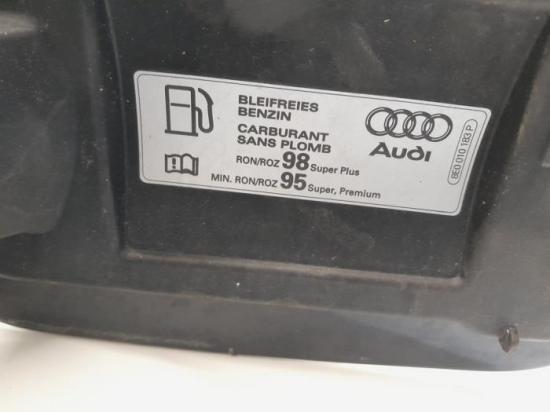 BLEIFREIES
BENZIN
CARBURANT
SANS PLOMB
RON/ROZ 98 Super Plus
MIN. RON/ROZ 95 Super, Premium
Audi
8E0 010 183 P